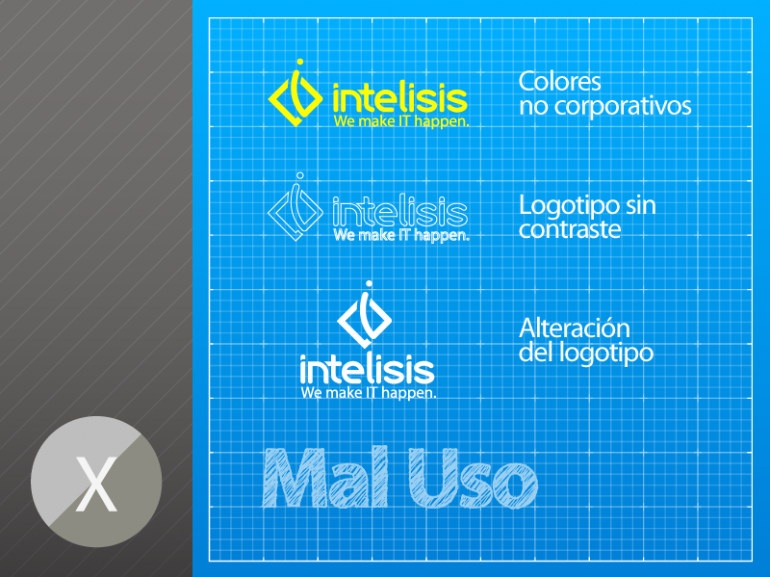 intelisis
We make IT happen.
Colores
no corporativos
intelisis
We make IT happen.
Logotipo sin
contraste
intelisis
We make IT happen.
Alteración
del logotipo
X
Mal Uso